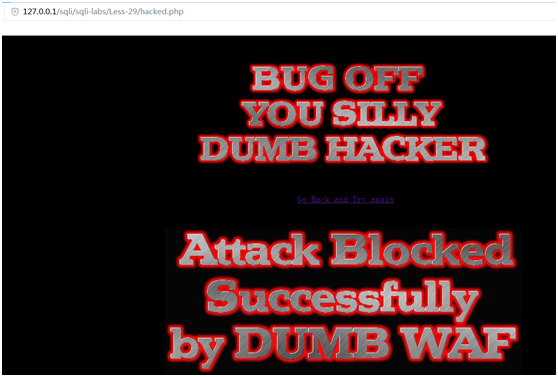 127.0.0.1/sqli/sqli-labs/Less-29/hacked.php
BUG OFF
YOU SILLY
DUMB HACKER
Go Back and Try again
Attack Blocked
Successfully
by DUMB WAF